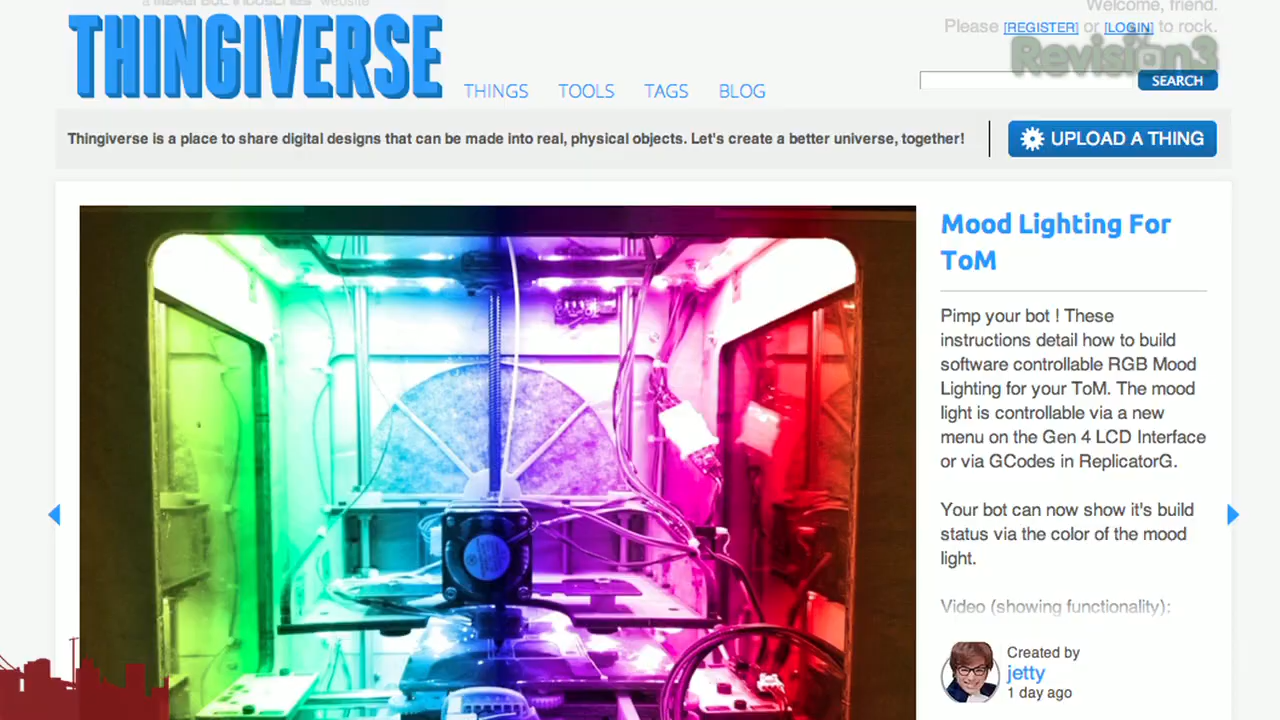 a MakerBot Industries website
Welcome, friend.
THINGIVERSE
Please [REGISTER] or [LOGIN] to rock.
Revision3
THINGS TOOLS TAGS BLOG
SEARCH
Thingiverse is a place to share digital designs that can be made into real, physical objects. Let's create a better universe, together!
UPLOAD A THING
Mood Lighting For
ToM
Pimp your bot ! These
instructions detail how to build
software controllable RGB Mood
Lighting for your ToM. The mood
light is controllable via a new
menu on the Gen 4 LCD Interface
or via GCodes in ReplicatorG.
Your bot can now show it's build
status via the color of the mood
light.
Video (showing functionality):
Created by
jetty
1 day ago